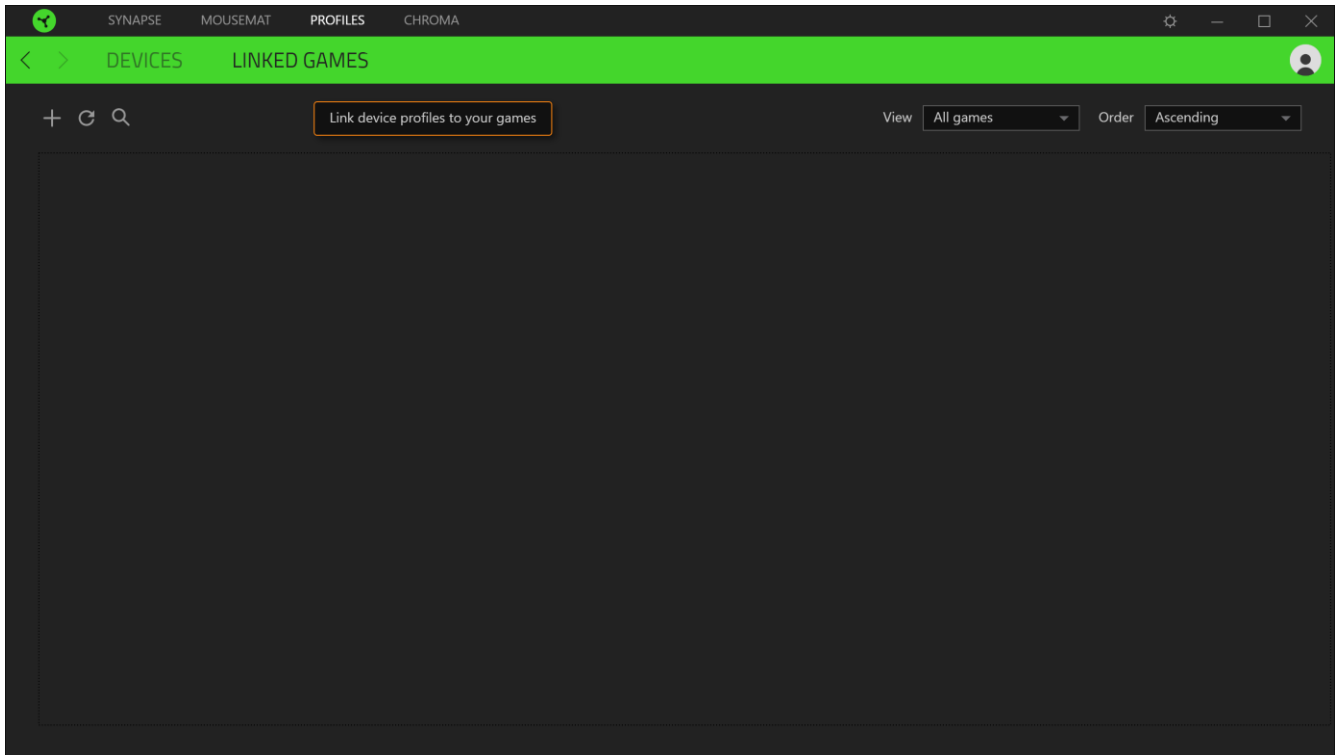 SYNAPSE MOUSEMAT PROFILES CHROMA
DEVICES LINKED GAMES
Link device profiles to your games View All games Order Ascending